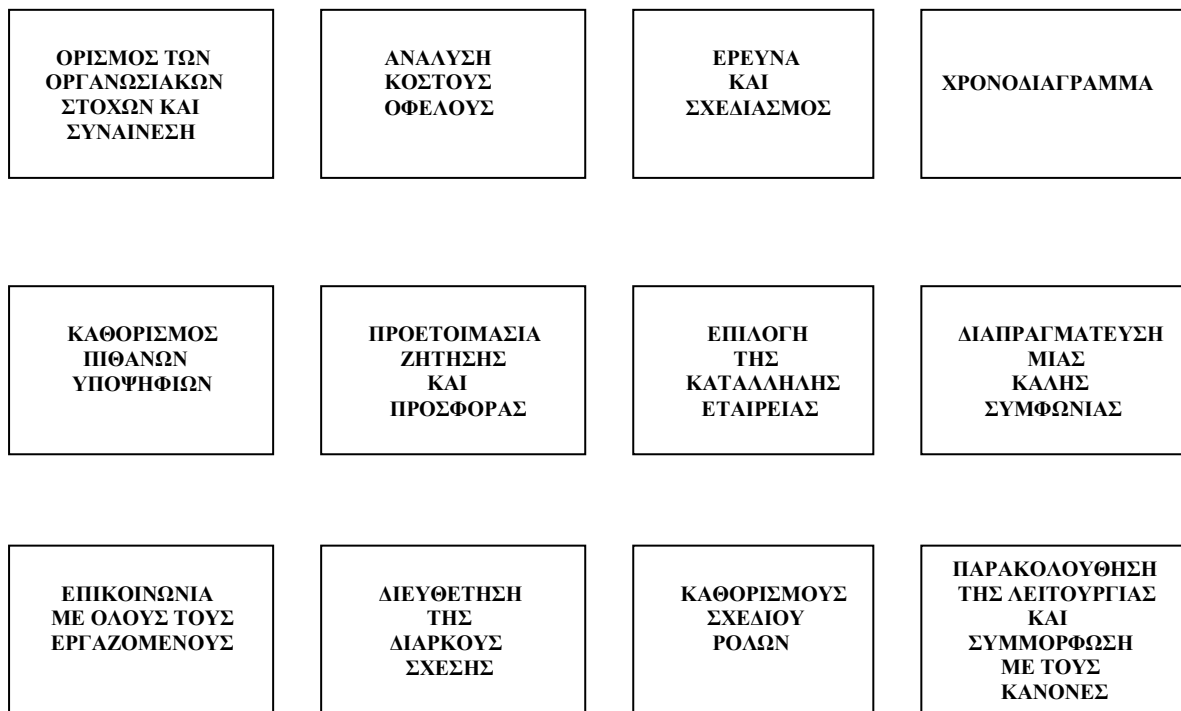 ΟΡΙΣΜΟΣ ΤΩΝ
ΟΡΓΑΝΩΣΙΑΚΩΝ
ΣΤΟΧΩΝ ΚΑΙ
ΣΥΝΑΙΝΕΣΗ
ΑΝΑΛΥΣΗ
ΚΟΣΤΟΥΣ
ΟΦΕΛΟΥΣ
ΕΡΕΥΝΑ
ΚΑΙ
ΣΧΕΔΙΑΣΜΟΣ
ΧΡΟΝΟΔΙΑΓΡΑΜΜΑ
ΚΑΘΟΡΙΣΜΟΣ
ΠΙΘΑΝΩΝ
ΥΠΟΨΗΦΙΩΝ
ΠΡΟΕΤΟΙΜΑΣΙΑ
ΖΗΤΗΣΗΣ
ΚΑΙ
ΠΡΟΣΦΟΡΑΣ
ΕΠΙΛΟΓΗ
ΤΗΣ
ΚΑΤΑΛΛΗΛΗΣ
ΕΤΑΙΡΕΙΑΣ
ΔΙΑΠΡΑΓΜΑΤΕΥΣΗ
ΜΙΑΣ
ΚΑΛΗΣ
ΣΥΜΦΩΝΙΑΣ
ΕΠΙΚΟΙΝΩΝΙΑ
ΜΕ ΟΛΟΥΣ ΤΟΥΣ
ΕΡΓΑΖΟΜΕΝΟΥΣ
ΔΙΕΥΘΕΤΗΣΗ
ΤΗΣ
ΔΙΑΡΚΟΥΣ
ΣΧΕΣΗΣ
ΚΑΘΟΡΙΣΜΟΥΣ
ΣΧΕΔΙΟΥ
ΡΟΛΩΝ
ΠΑΡΑΚΟΛΟΥΘΗΣΗ
ΤΗΣ ΛΕΙΤΟΥΡΓΙΑΣ
ΚΑΙ
ΣΥΜΜΟΡΦΩΣΗ
ΜΕ ΤΟΥΣ
ΚΑΝΟΝΕΣ